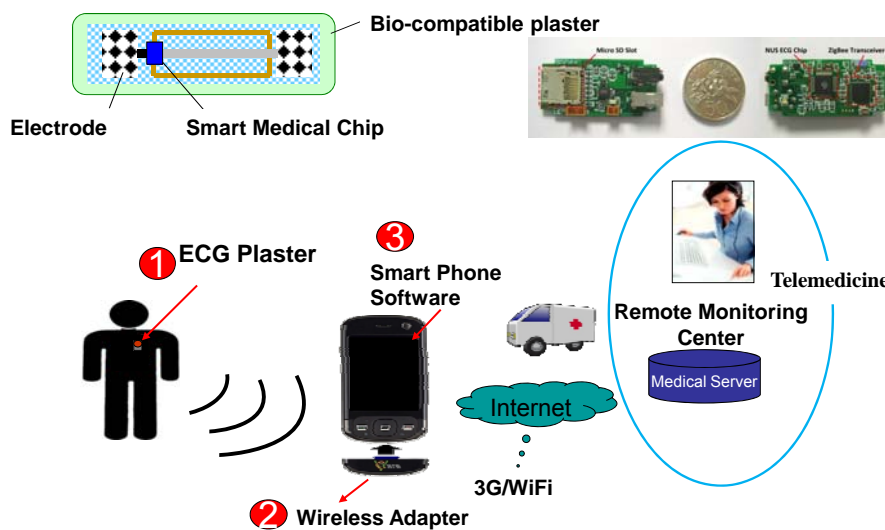 Bio-compatible plaster
Electrode
Smart Medical Chip
Micro SD Slot
NUS ECG Chip
ZigBee Transceiver
1
ECG Plaster
3
Smart Phone
Software
Telemedicine
Remote Monitoring
Center
Medical Server
Internet
3G/WiFi
2
Wireless Adapter